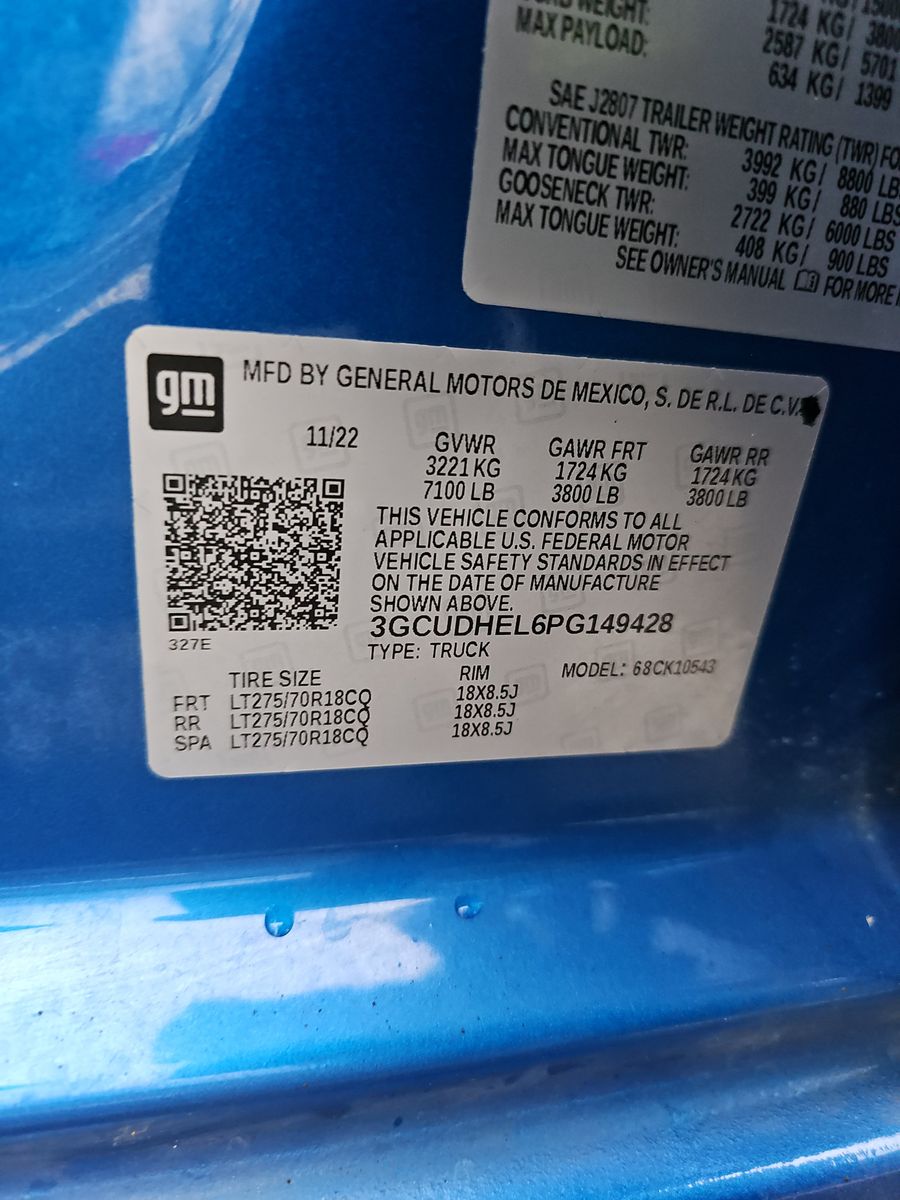 1724 KG/ 3800
MAX PAYLOAD: 2587 KG/ 5701
634 KG/ 1399
SAE J2807 TRAILER WEIGHT RATING (TWR) FO
CONVENTIONAL TWR: 3992 KG/ 8800 LB
MAX TONGUE WEIGHT: 399 KG/ 880 LBS
GOOSENECK TWR: 2722 KG/ 6000 LBS
MAX TONGUE WEIGHT: 408 KG/ 900 LBS
SEE OWNER'S MANUAL FOR MORE
gm
MFD BY GENERAL MOTORS DE MEXICO, S. DE R.L. DE C.V.
11/22 GVWR GAWR FRT GAWR RR
3221 KG 1724 KG 1724 KG
7100 LB 3800 LB 3800 LB
THIS VEHICLE CONFORMS TO ALL
APPLICABLE U.S. FEDERAL MOTOR
VEHICLE SAFETY STANDARDS IN EFFECT
ON THE DATE OF MANUFACTURE
SHOWN ABOVE.
3GCUDHEL6PG149428
327E
TYPE: TRUCK MODEL: 68CK10543
TIRE SIZE RIM
FRT LT275/70R18CQ 18X8.5J
RR LT275/70R18CQ 18X8.5J
SPA LT275/70R18CQ 18X8.5J